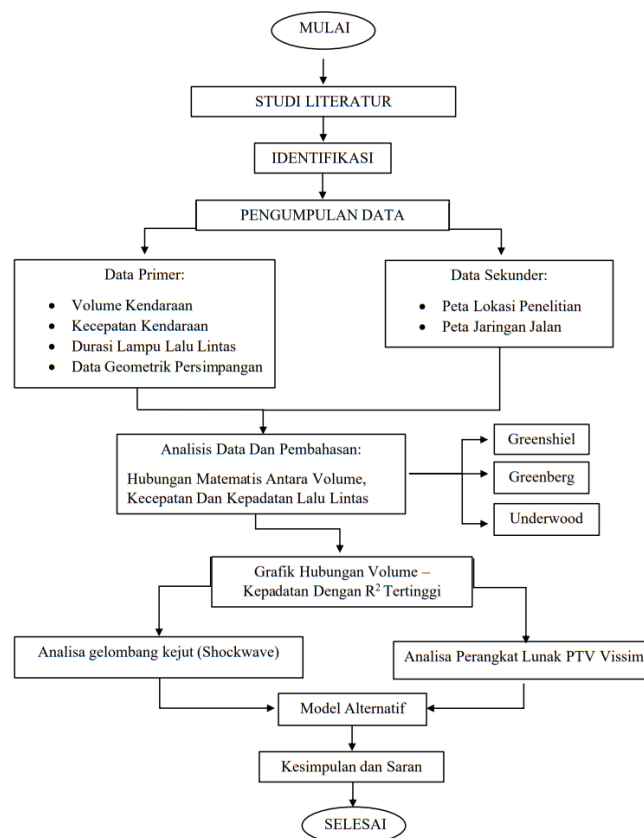 MULAI
STUDI LITERATUR
IDENTIFIKASI
PENGUMPULAN DATA
Data Primer:
• Volume Kendaraan
• Kecepatan Kendaraan
• Durasi Lampu Lalu Lintas
• Data Geometrik Persimpangan
Data Sekunder:
• Peta Lokasi Penelitian
• Peta Jaringan Jalan
Analisis Data Dan Pembahasan:
Hubungan Matematis Antara Volume,
Kecepatan Dan Kepadatan Lalu Lintas
Greenshiel
Greenberg
Underwood
Grafik Hubungan Volume –
Kepadatan Dengan R² Tertinggi
Analisa gelombang kejut (Shockwave)
Analisa Perangkat Lunak PTV Vissim
Model Alternatif
Kesimpulan dan Saran
SELESAI